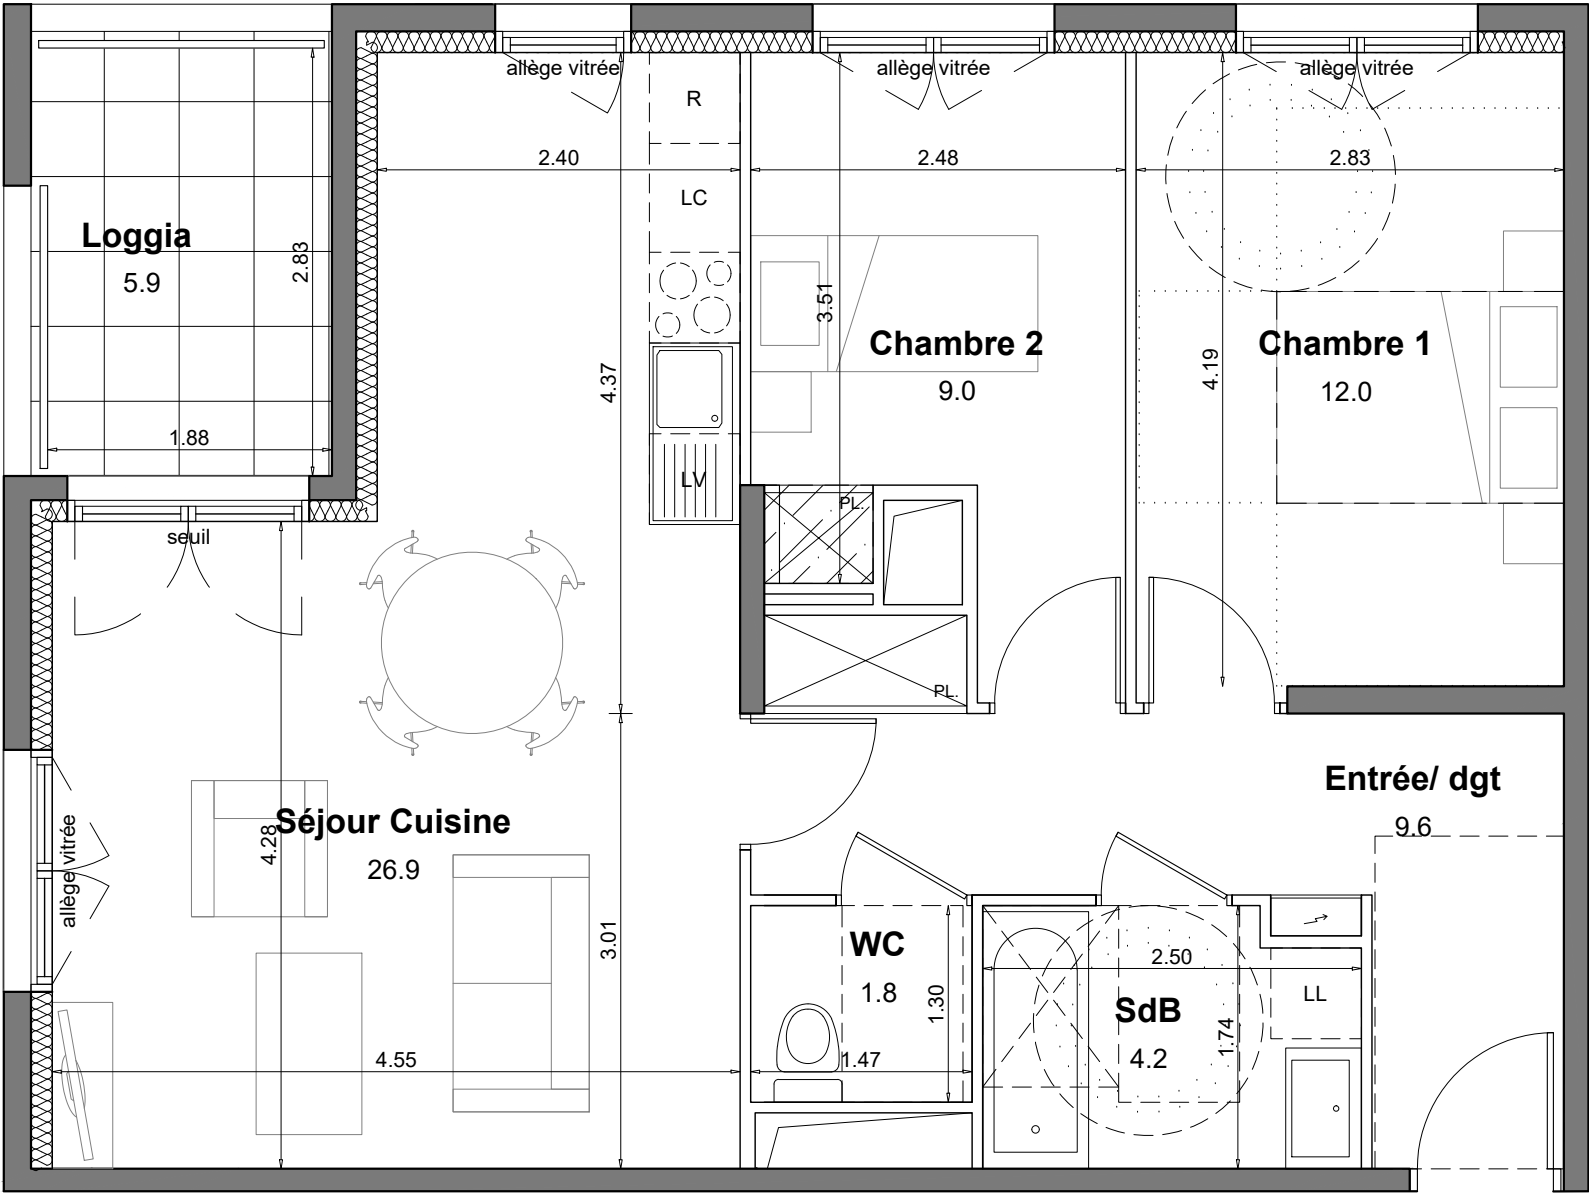 allège vitrée
allège vitrée
allège vitrée
R
2.40
2.48
2.83
LC
Loggia
5.9
2.83
3.51
Chambre 2
9.0
Chambre 1
12.0
4.19
4.37
1.88
LV
PL.
seuil
PL.
Séjour Cuisine
26.9
4.28
allège vitrée
Entrée/ dgt
9.6
3.01
WC
1.8
1.30
2.50
LL
SdB
4.2
1.74
4.55
1.47